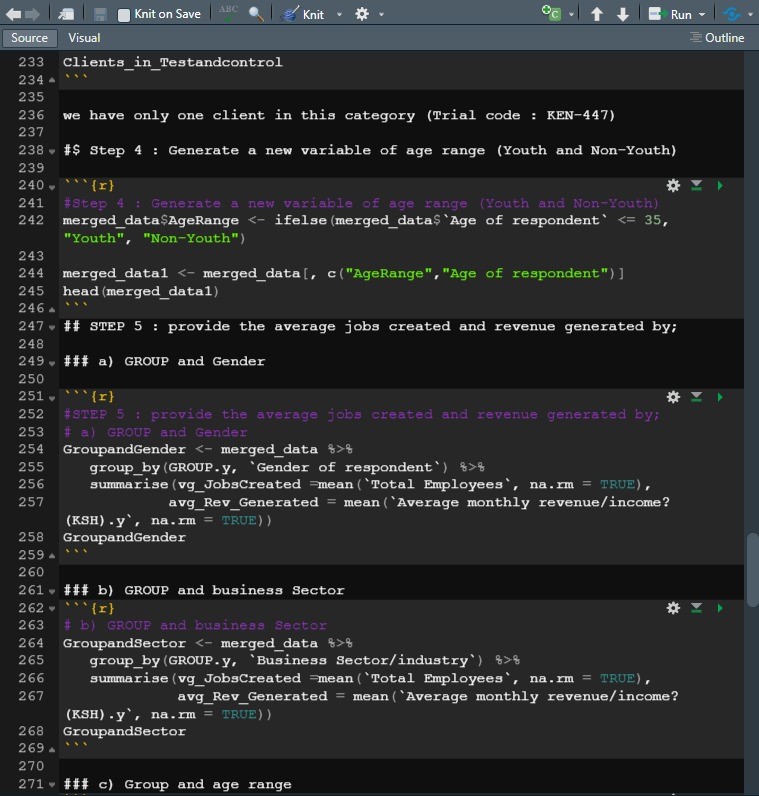 Knit on Save ABC Knit C Run
Source Visual Outline
233 Clients_in_Testandcontrol
234 ```
235
236 we have only one client in this category (Trial code : KEN-447)
237
238 #$ Step 4 : Generate a new variable of age range (Youth and Non-Youth)
239
240 ```{r}
241 #Step 4 : Generate a new variable of age range (Youth and Non-Youth)
242 merged_data$AgeRange <- ifelse(merged_data$`Age of respondent` <= 35,
"Youth", "Non-Youth")
243
244 merged_data1 <- merged_data[, c("AgeRange","Age of respondent")]
245 head(merged_data1)
246 ```
247 ## STEP 5 : provide the average jobs created and revenue generated by;
248
249 ### a) GROUP and Gender
250
251 ```{r}
252 #STEP 5 : provide the average jobs created and revenue generated by;
253 # a) GROUP and Gender
254 GroupandGender <- merged_data %>%
255 group_by(GROUP.y, `Gender of respondent`) %>%
256 summarise(vg_JobsCreated =mean(`Total Employees`, na.rm = TRUE),
257 avg_Rev_Generated = mean(`Average monthly revenue/income?
(KSH).y`, na.rm = TRUE))
258 GroupandGender
259 ```
260
261 ### b) GROUP and business Sector
262 ```{r}
263 # b) GROUP and business Sector
264 GroupandSector <- merged_data %>%
265 group_by(GROUP.y, `Business Sector/industry`) %>%
266 summarise(vg_JobsCreated =mean(`Total Employees`, na.rm = TRUE),
267 avg_Rev_Generated = mean(`Average monthly revenue/income?
(KSH).y`, na.rm = TRUE))
268 GroupandSector
269 ```
270
271 ### c) Group and age range